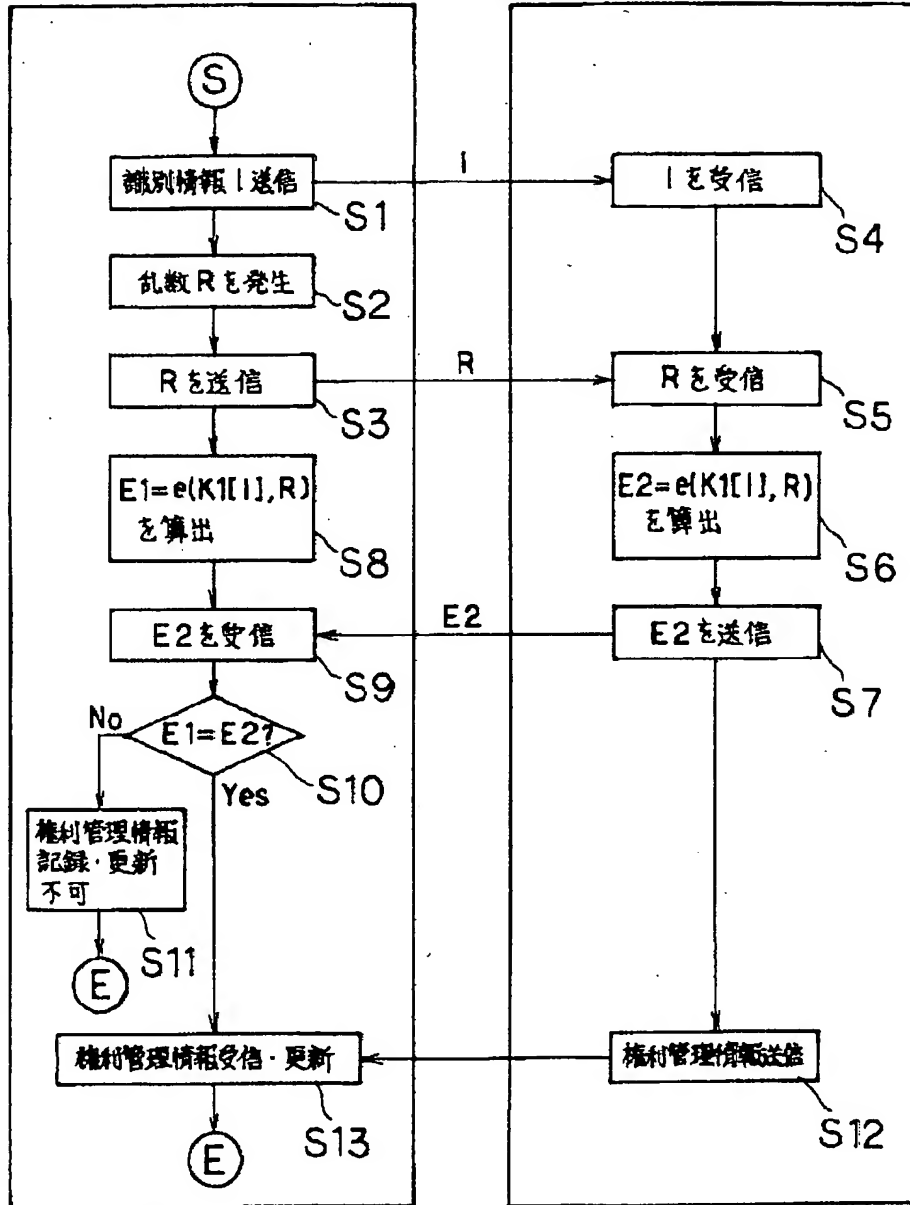 S
識別情報I送信
S1
I
Iを受信
S4
乱数Rを発生
S2
Rを送信
S3
R
Rを受信
S5
E1=e(K1[I],R)
を算出
S8
E2=e(K1[I],R)
を算出
S6
E2を受信
S9
E2
E2を送信
S7
E1=E2?
S10
No
Yes
権利管理情報
記録・更新
不可
S11
E
権利管理情報受信・更新
S13
権利管理情報送信
S12
E